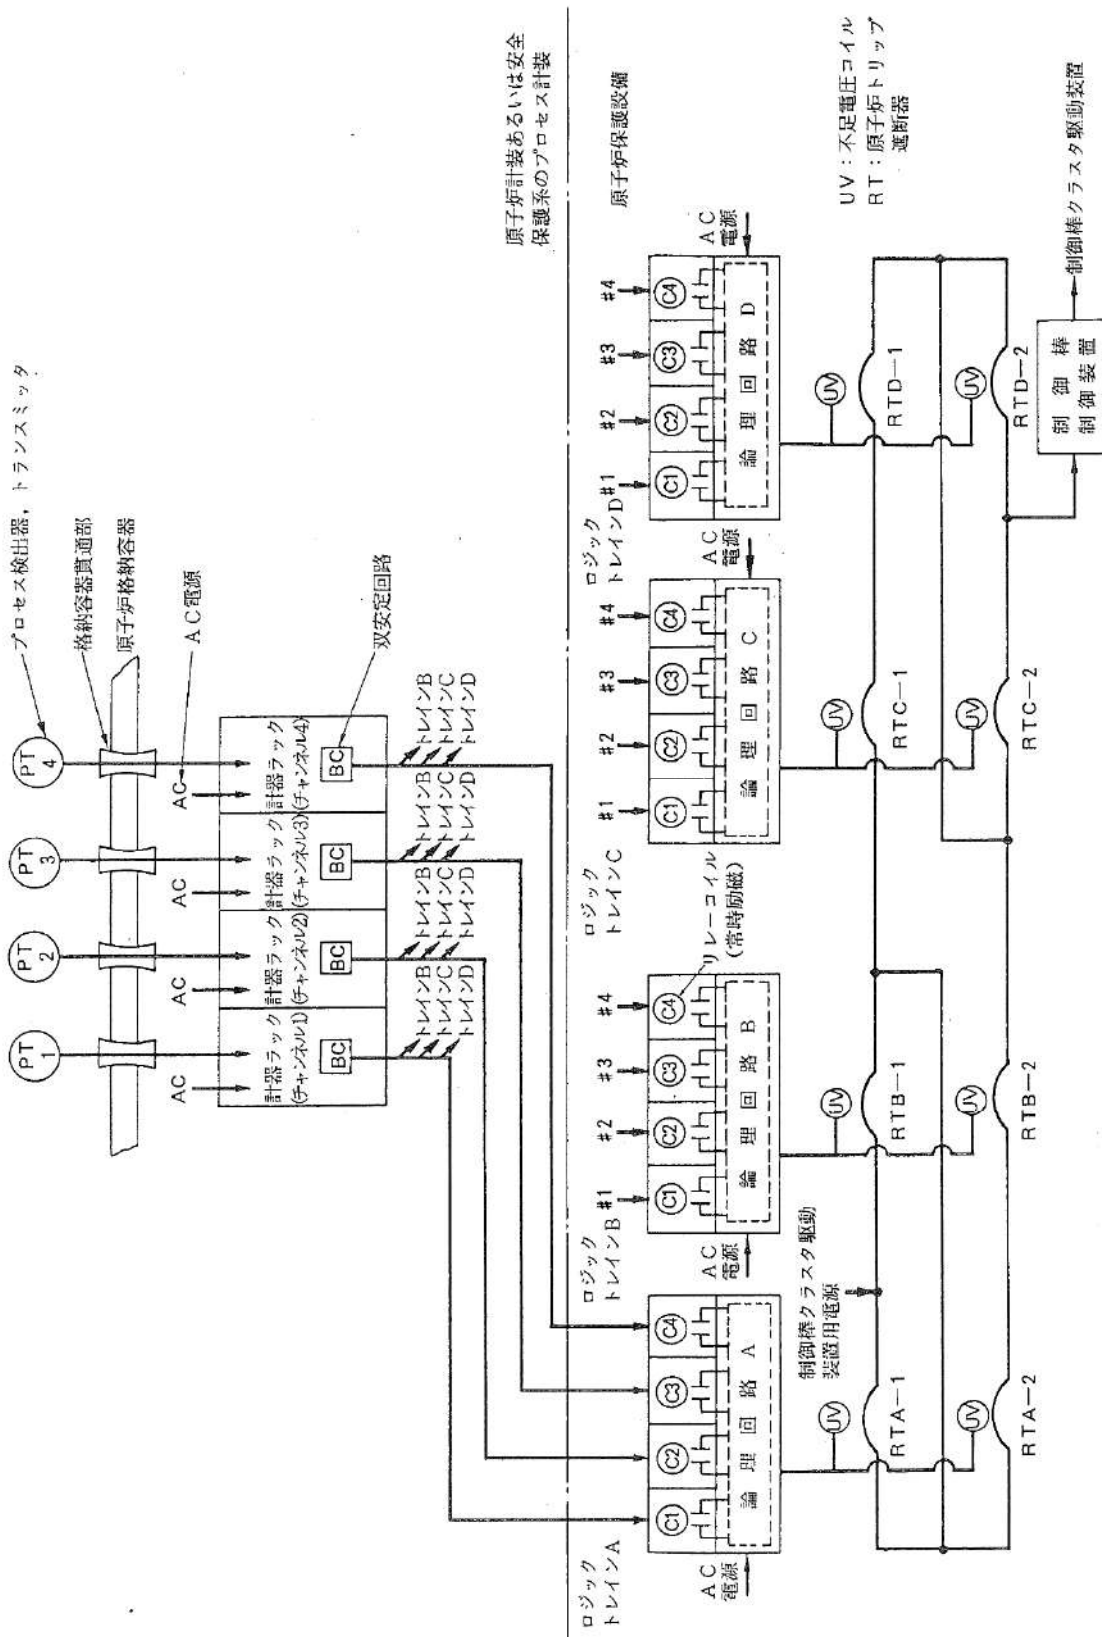 プロセス検出器，トランスミッタ
格納容器貫通部
原子炉格納容器
AC電源
双安定回路
PT
1
PT
2
PT
3
PT
4
AC
AC
AC
AC
計器ラック
(チャンネル1)
計器ラック
(チャンネル2)
計器ラック
(チャンネル3)
計器ラック
(チャンネル4)
BC
BC
BC
BC
トレインB
トレインC
トレインD
トレインB
トレインC
トレインD
トレインB
トレインC
トレインD
トレインB
トレインC
トレインD
原子炉計装あるいは安全
保護系のプロセス計装
原子炉保護設備
ロジック
トレインA
ロジック
トレインB
ロジック
トレインC
ロジック
トレインD
#1
#2
#3
#4
#1
#2
#3
#4
#1
#2
#3
#4
C1
C2
C3
C4
C1
C2
C3
C4
C1
C2
C3
C4
C1
C2
C3
C4
リレーコイル
(常時励磁)
論理回路 A
論理回路 B
論理回路 C
論理回路 D
AC
電源
AC
電源
AC
電源
AC
電源
制御棒クラスタ駆動
装置用電源
UV
UV
UV
UV
RTA－1
RTB－1
RTC－1
RTD－1
UV
UV
UV
UV
RTA－2
RTB－2
RTC－2
RTD－2
UV：不足電圧コイル
RT：原子炉トリップ
遮断器
制御棒
制御装置
制御棒クラスタ駆動装置